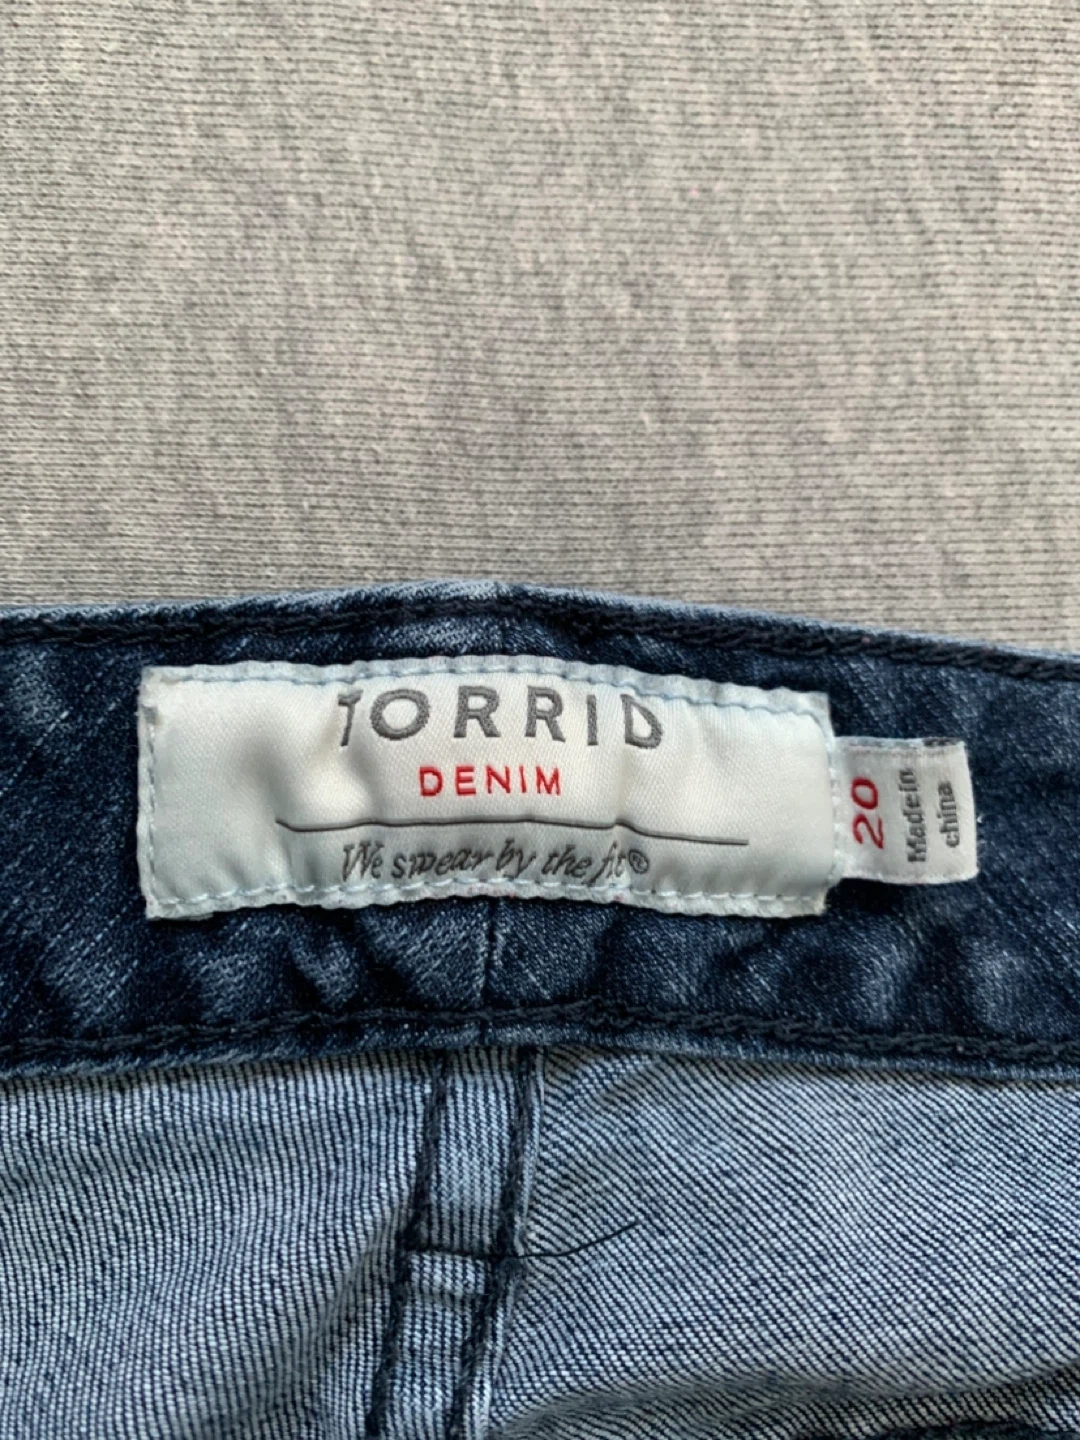 TORRID
DENIM
We swear by the fit®
20
Made in
china